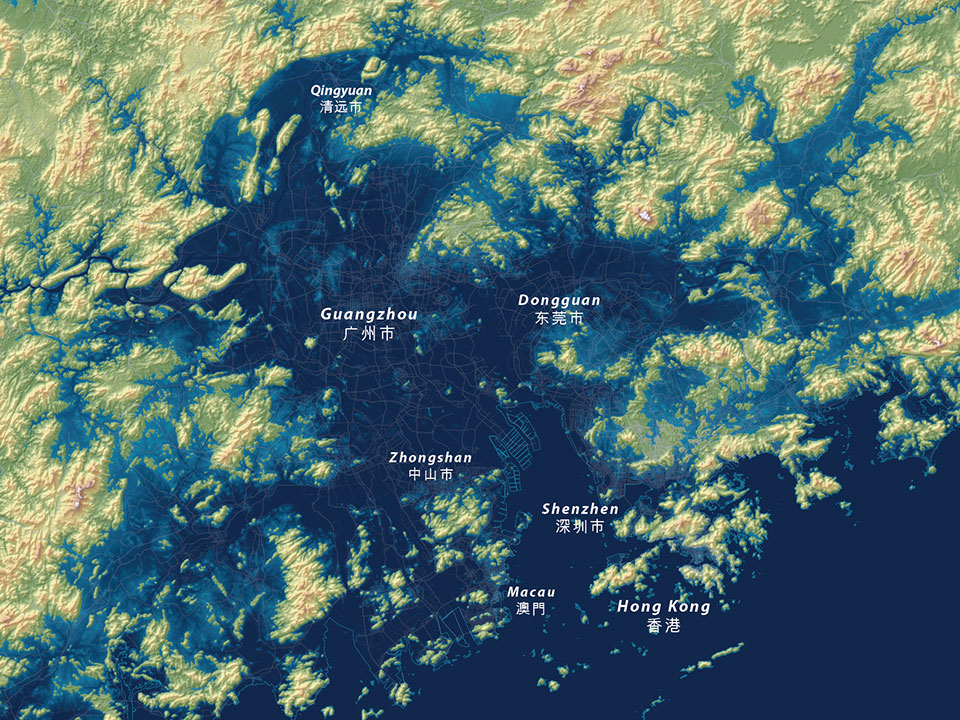 Qingyuan
清远市
Guangzhou
广州市
Dongguan
东莞市
Zhongshan
中山市
Shenzhen
深圳市
Macau
澳門
Hong Kong
香港